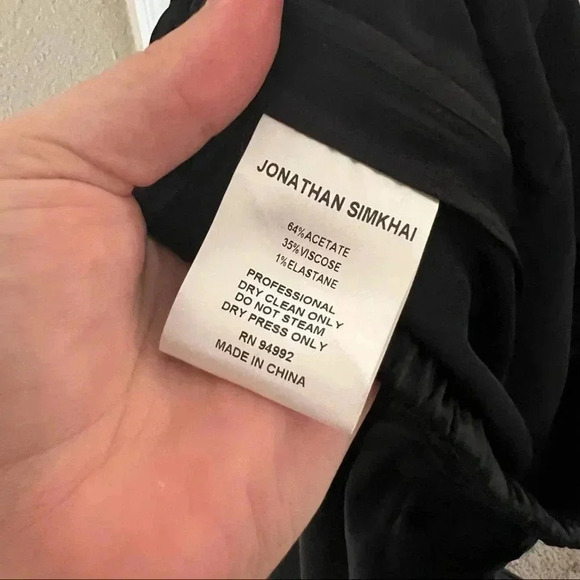 JONATHAN SIMKHAI
64%ACETATE
35%VISCOSE
1%ELASTANE
PROFESSIONAL
DRY CLEAN ONLY
DO NOT STEAM
DRY PRESS ONLY
RN 94992
MADE IN CHINA